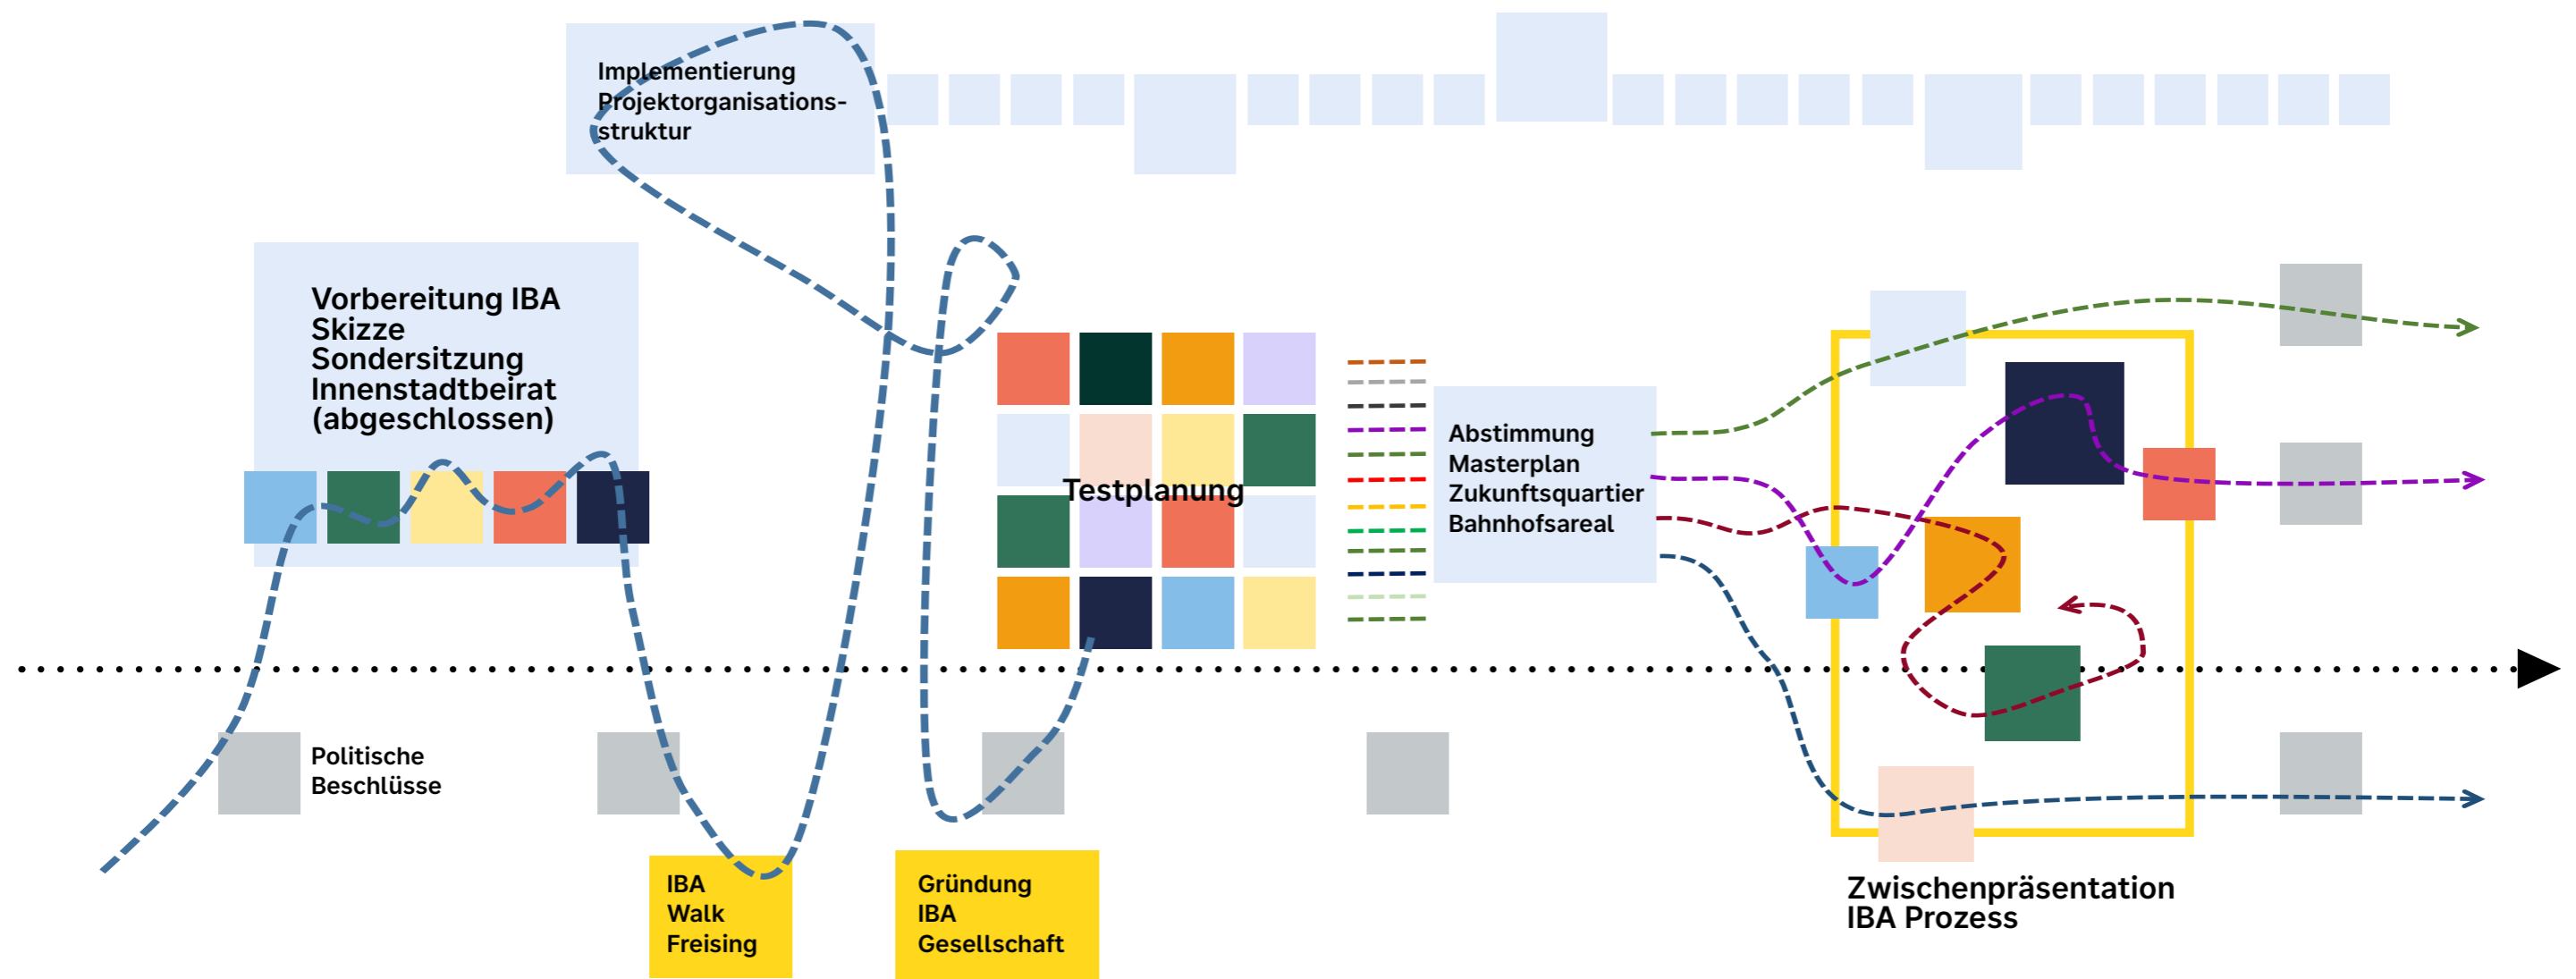 Implementierung
Projektorganisations-
struktur
Vorbereitung IBA
Skizze
Sondersitzung
Innenstadtbeirat
(abgeschlossen)
Testplanung
Abstimmung
Masterplan
Zukunftsquartier
Bahnhofsareal
Politische
Beschlüsse
IBA
Walk
Freising
Gründung
IBA
Gesellschaft
Zwischenpräsentation
IBA Prozess